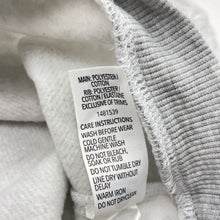 MAIN: POLYESTER /
COTTON
RIB: POLYESTER /
COTTON / ELASTANE
EXCLUSIVE OF TRIMS
1481539
CARE INSTRUCTIONS
WASH BEFORE WEAR
COLD GENTLE
MACHINE WASH
DO NOT BLEACH,
SOAK OR RUB
DO NOT TUMBLE DRY
LINE DRY WITHOUT
DELAY
WARM IRON
DO NOT DRYCLEAN